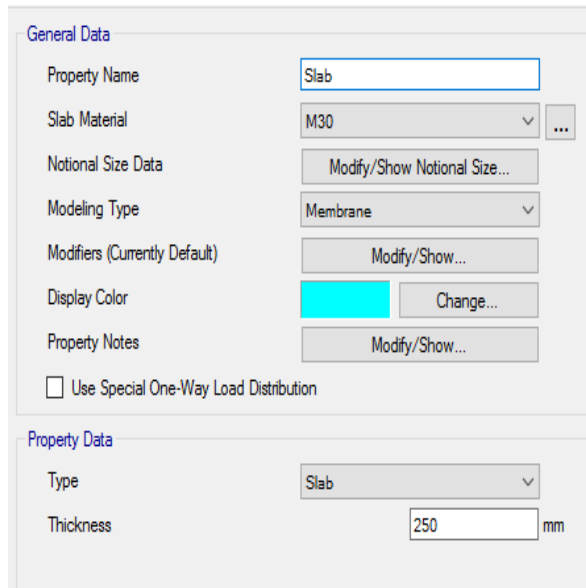 General Data
Property Name Slab
Slab Material M30 ...
Notional Size Data Modify/Show Notional Size...
Modeling Type Membrane
Modifiers (Currently Default) Modify/Show...
Display Color Change...
Property Notes Modify/Show...
Use Special One-Way Load Distribution
Property Data
Type Slab
Thickness 250 mm